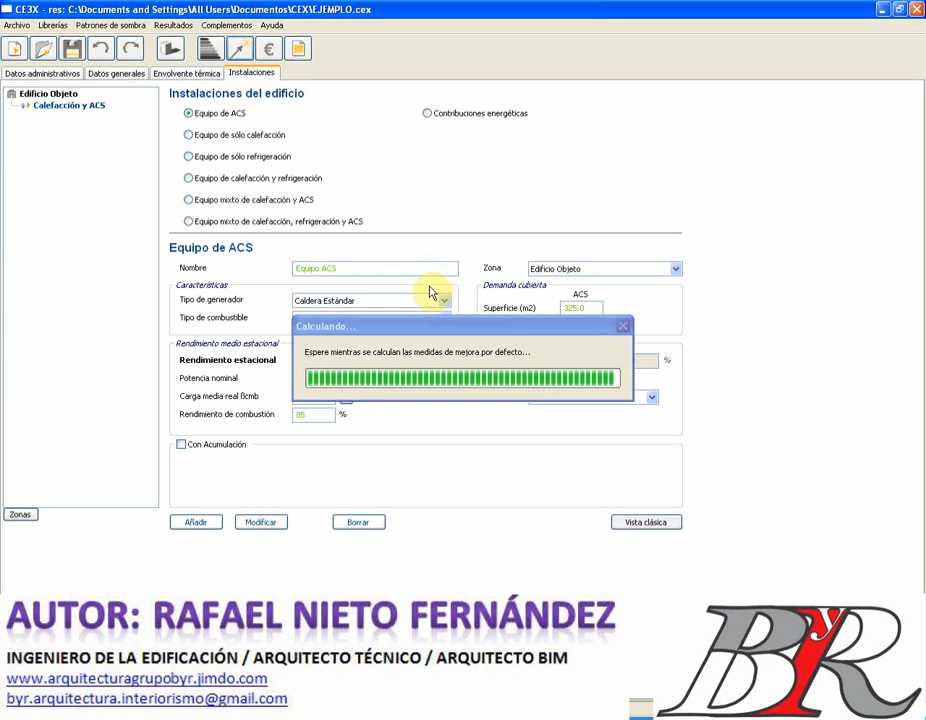 CE3X - res: C:\Documents and Settings\All Users\Documentos\CEX\EJEMPLO.cex
Archivo Librerías Patrones de sombra Resultados Complementos Ayuda
Datos administrativos Datos generales Envolvente térmica Instalaciones
Edificio Objeto
Calefacción y ACS
Zonas
Instalaciones del edificio
Equipo de ACS
Contribuciones energéticas
Equipo de sólo calefacción
Equipo de sólo refrigeración
Equipo de calefacción y refrigeración
Equipo mixto de calefacción y ACS
Equipo mixto de calefacción, refrigeración y ACS
Equipo de ACS
Nombre Equipo ACS Zona Edificio Objeto
Características
Tipo de generador Caldera Estándar
Tipo de combustible
Demanda cubierta
ACS
Superficie (m2) 325.0
Calculando...
Espere mientras se calculan las medidas de mejora por defecto...
Rendimiento medio estacional
Rendimiento estacional %
Potencia nominal
Carga media real βcmb
Rendimiento de combustión 85 %
Con Acumulación
Añadir Modificar Borrar Vista clásica
AUTOR: RAFAEL NIETO FERNÁNDEZ
INGENIERO DE LA EDIFICACIÓN / ARQUITECTO TÉCNICO / ARQUITECTO BIM
www.arquitecturagrupobyr.jimdo.com
byr.arquitectura.interiorismo@gmail.com
ByR